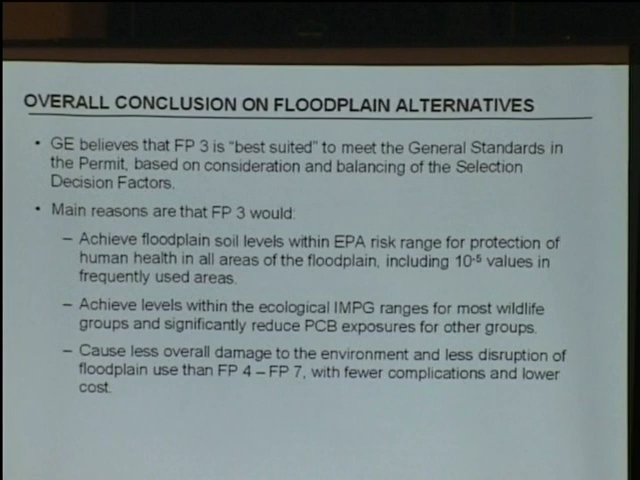 OVERALL CONCLUSION ON FLOODPLAIN ALTERNATIVES
• GE believes that FP 3 is "best suited" to meet the General Standards in
the Permit, based on consideration and balancing of the Selection
Decision Factors.
• Main reasons are that FP 3 would:
– Achieve floodplain soil levels within EPA risk range for protection of
human health in all areas of the floodplain, including 10⁻⁵ values in
frequently used areas.
– Achieve levels within the ecological IMPG ranges for most wildlife
groups and significantly reduce PCB exposures for other groups.
– Cause less overall damage to the environment and less disruption of
floodplain use than FP 4 – FP 7, with fewer complications and lower
cost.